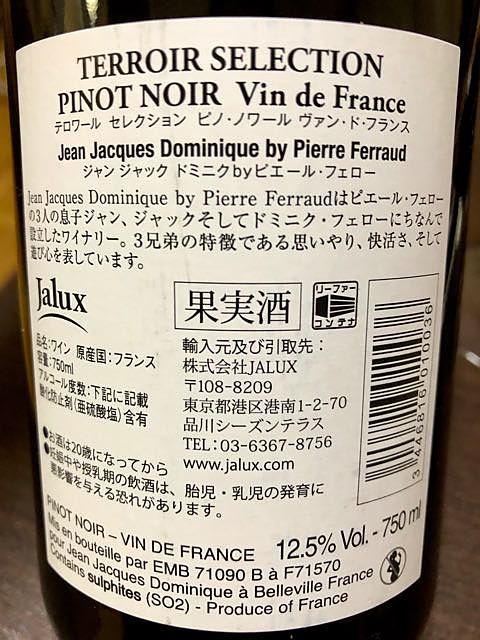 TERROIR SELECTION
PINOT NOIR Vin de France
テロワール セレクション ピノ・ノワール ヴァン・ド・フランス
Jean Jacques Dominique by Pierre Ferraud
ジャン ジャック ドミニクbyピエール・フェロー
Jean Jacques Dominique by Pierre Ferraudはピエール・フェロー
の3人の息子ジャン、ジャックそしてドミニク・フェローにちなんで
設立したワイナリー。3兄弟の特徴である思いやり、快活さ、そして
遊び心を表しています。
Jalux
果実酒
リーファー
コンテナ
品名:ワイン 原産国:フランス
容量:750ml
アルコール度数:下記に記載
酸化防止剤(亜硫酸塩)含有
輸入元及び引取先:
株式会社JALUX
〒108-8209
東京都港区港南1-2-70
品川シーズンテラス
TEL:03-6367-8756
www.jalux.com
●お酒は20歳になってから
●妊娠中や授乳期の飲酒は、胎児・乳児の発育に
悪影響を与える恐れがあります。
3 446876 010036
PINOT NOIR – VIN DE FRANCE 12.5% Vol. - 750 ml
Mis en bouteille par EMB 71090 B à F71570
pour Jean Jacques Dominique à Belleville France
Contains sulphites (SO2) - Produce of France